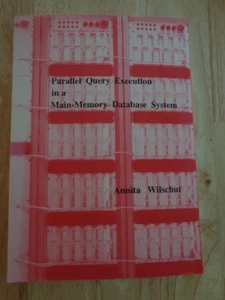 Parallel Query Execution
in a
Main-Memory Database System
Annita Wilschut